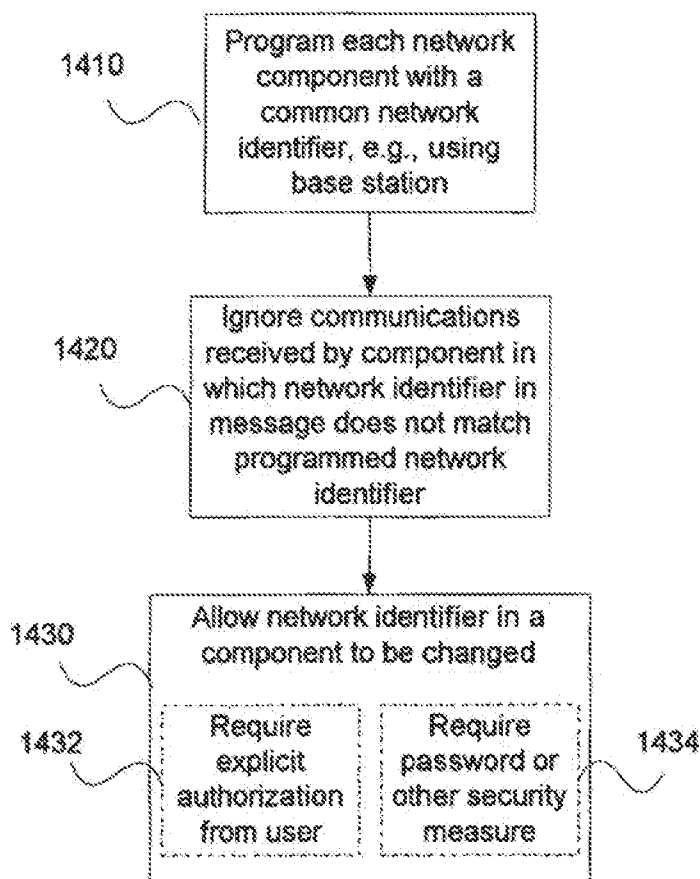 1410
Program each network
component with a
common network
identifier, e.g., using
base station
1420
Ignore communications
received by component in
which network identifier in
message does not match
programmed network
identifier
1430
Allow network identifier in a
component to be changed
1432
Require
explicit
authorization
from user
Require
password or
other security
measure
1434